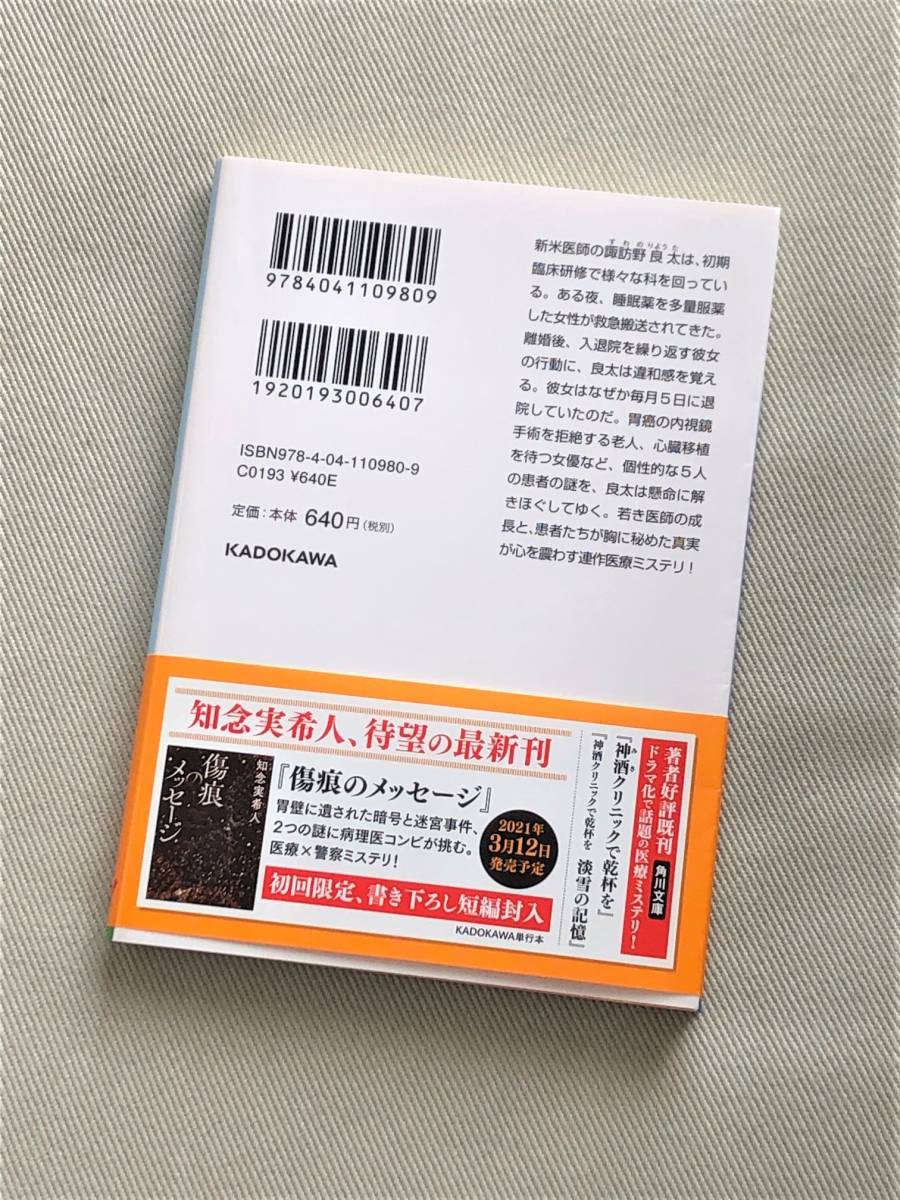 9784041109809
1920193006407
ISBN978-4-04-110980-9
C0193 ¥640E
定価:本体 640円(税別)
KADOKAWA
すわのりょうた
新米医師の諏訪野良太は、初期
臨床研修で様々な科を回ってい
る。ある夜、睡眠薬を多量服薬
した女性が救急搬送されてきた。
離婚後、入退院を繰り返す彼女
の行動に、良太は違和感を覚え
る。彼女はなぜか毎月5日に退
院していたのだ。胃癌の内視鏡
手術を拒絶する老人、心臓移植
を待つ女優など、個性的な5人
の患者の謎を、良太は懸命に解
きほぐしてゆく。若き医師の成
長と、患者たちが胸に秘めた真実
が心を震わす連作医療ミステリ!
知念実希人、待望の最新刊
知念実希人
傷痕
の
メッセージ
『傷痕のメッセージ』
胃壁に遺された暗号と迷宮事件、
2つの謎に病理医コンビが挑む。
医療×警察ミステリ!
2021年
3月12日
発売予定
初回限定、書き下ろし短編封入
KADOKAWA単行本
著者好評既刊
ドラマ化で話題の医療ミステリ!
角川文庫
みき
『神酒クリニックで乾杯を』
『神酒クリニックで乾杯を 淡雪の記憶』